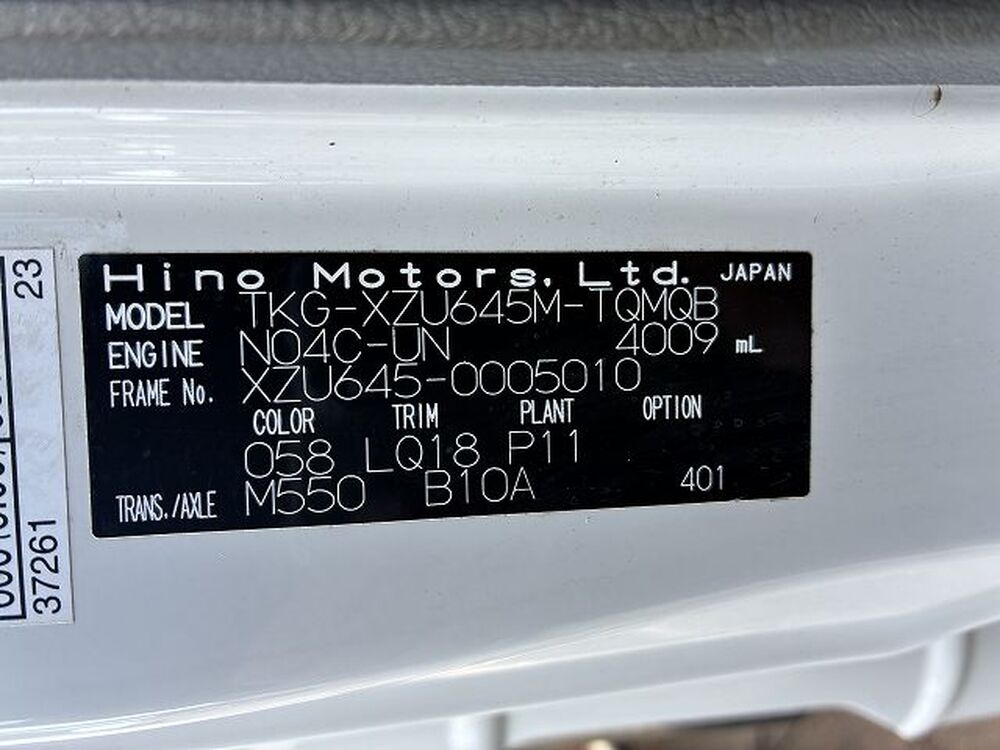 Hino Motors, Ltd. JAPAN
MODEL TKG-XZU645M-TQMQB
ENGINE N04C-UN 4009 mL
FRAME No. XZU645-0005010
COLOR TRIM PLANT OPTION
058 LQ18 P11
TRANS./AXLE M550 B10A 401
37261
23